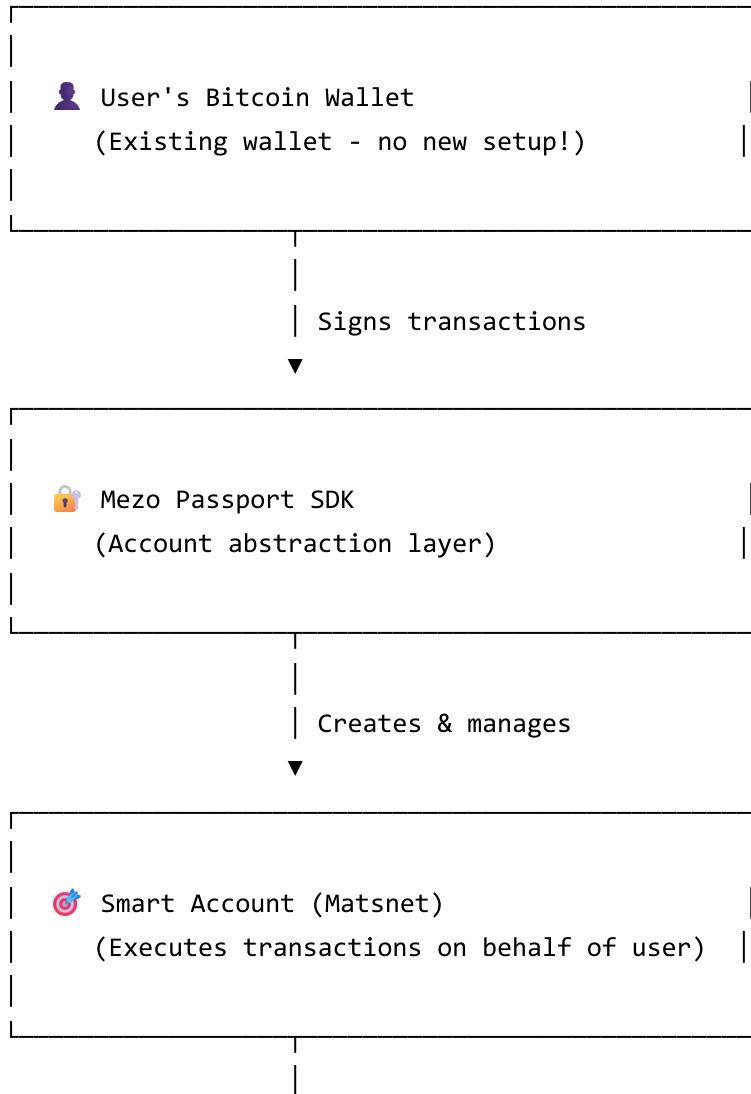 👤 User's Bitcoin Wallet
(Existing wallet - no new setup!)
Signs transactions
▼
🔐 Mezo Passport SDK
(Account abstraction layer)
Creates & manages
▼
🎯 Smart Account (Matsnet)
(Executes transactions on behalf of user)